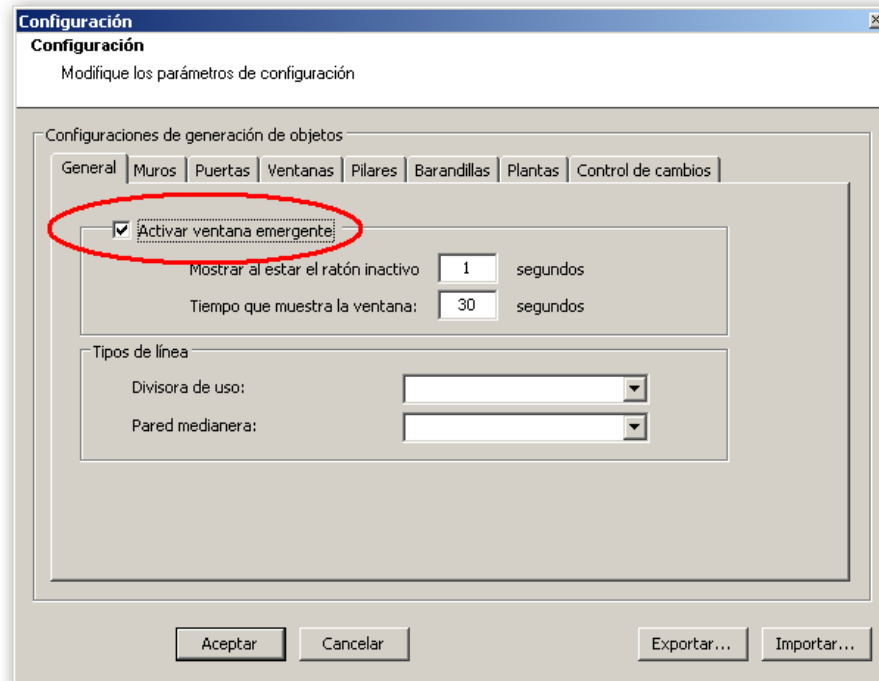 Configuración
Configuración
Modifique los parámetros de configuración
Configuraciones de generación de objetos
General Muros Puertas Ventanas Pilares Barandillas Plantas Control de cambios
Activar ventana emergente
Mostrar al estar el ratón inactivo 1 segundos
Tiempo que muestra la ventana: 30 segundos
Tipos de línea
Divisora de uso:
Pared medianera:
Aceptar Cancelar Exportar... Importar...